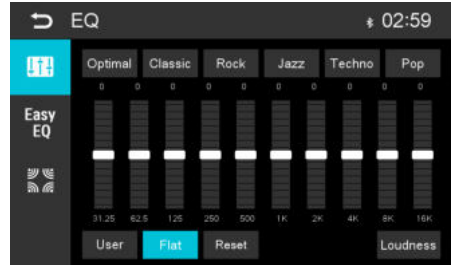 EQ 02:59
Optimal Classic Rock Jazz Techno Pop
0 0 0 0 0 0 0 0 0 0
Easy
EQ
31.25 62.5 125 250 500 1K 2K 4K 8K 16K
User Flat Reset Loudness